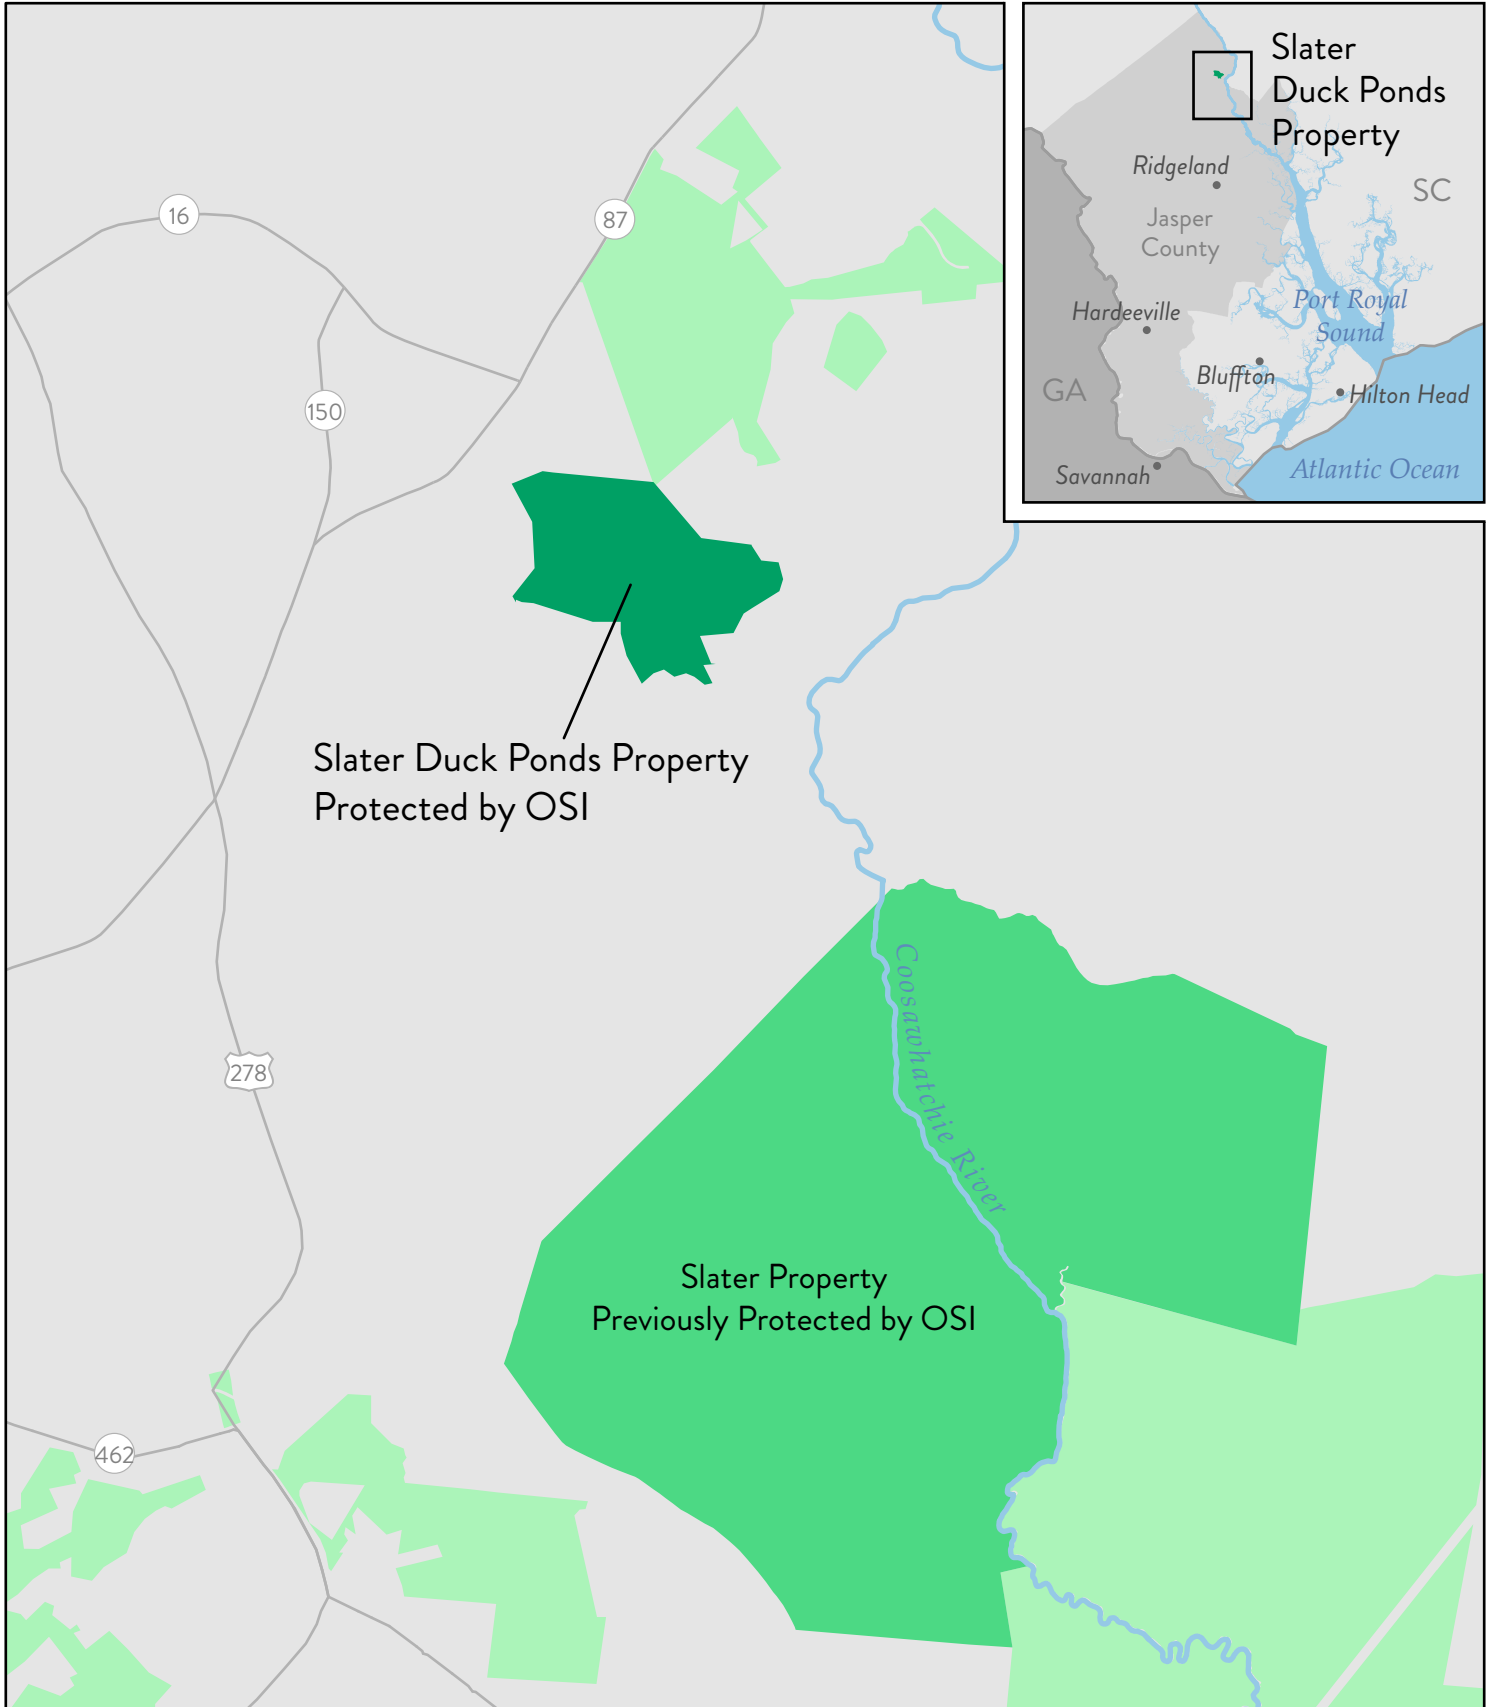 Slater
Duck Ponds
Property
Ridgeland
SC
Jasper
County
Port Royal
Sound
Hardeeville
Bluffton
GA
Hilton Head
Savannah
Atlantic Ocean
16
87
150
Slater Duck Ponds Property
Protected by OSI
Coosawhatchie River
278
Slater Property
Previously Protected by OSI
462